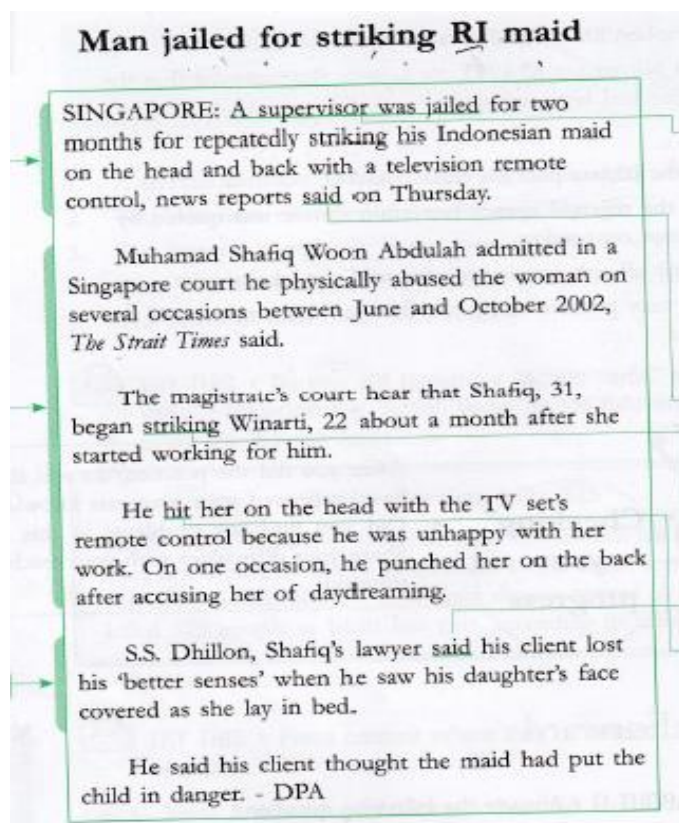 Man jailed for striking RI maid
SINGAPORE: A supervisor was jailed for two
months for repeatedly striking his Indonesian maid
on the head and back with a television remote
control, news reports said on Thursday.
Muhamad Shafiq Woon Abdulah admitted in a
Singapore court he physically abused the woman on
several occasions between June and October 2002,
The Strait Times said.
The magistrate's court hear that Shafiq, 31,
began striking Winarti, 22 about a month after she
started working for him.
He hit her on the head with the TV set's
remote control because he was unhappy with her
work. On one occasion, he punched her on the back
after accusing her of daydreaming.
S.S. Dhillon, Shafiq's lawyer said his client lost
his 'better senses' when he saw his daughter's face
covered as she lay in bed.
He said his client thought the maid had put the
child in danger. - DPA